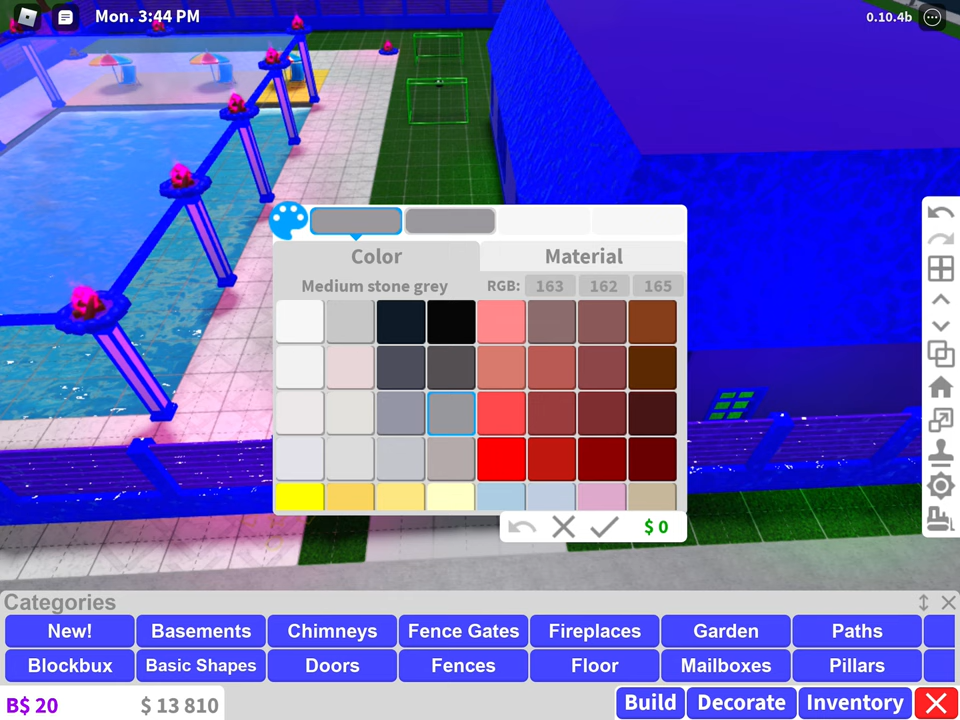 Mon. 3:44 PM
0.10.4b
Color
Material
Medium stone grey
RGB: 163 162 165
$ 0
Categories
New! Basements Chimneys Fence Gates Fireplaces Garden Paths
Blockbux Basic Shapes Doors Fences Floor Mailboxes Pillars
B$ 20 $ 13 810 Build Decorate Inventory